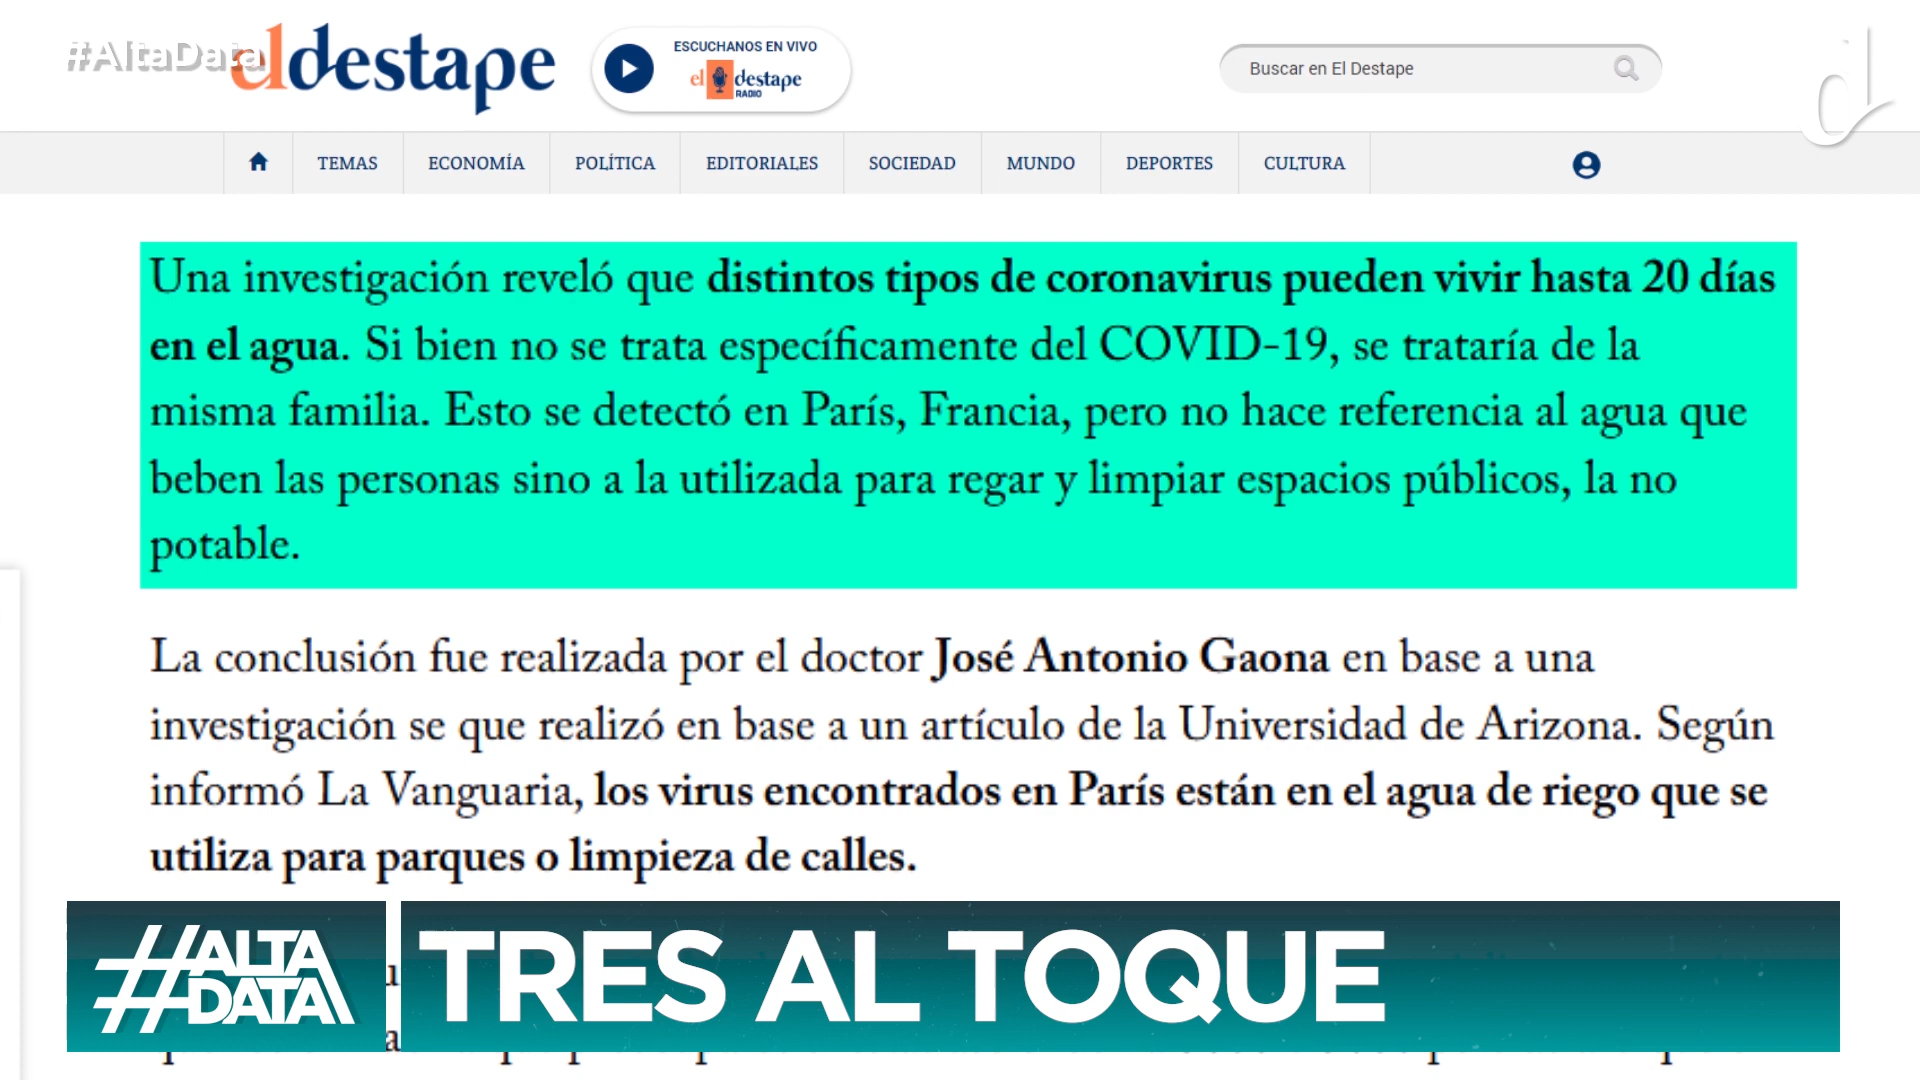 #AltaData
eldestape
ESCUCHANOS EN VIVO
el destape
RADIO
Buscar en El Destape
d
TEMAS
ECONOMÍA
POLÍTICA
EDITORIALES
SOCIEDAD
MUNDO
DEPORTES
CULTURA
Una investigación reveló que distintos tipos de coronavirus pueden vivir hasta 20 días
en el agua. Si bien no se trata específicamente del COVID-19, se trataría de la
misma familia. Esto se detectó en París, Francia, pero no hace referencia al agua que
beben las personas sino a la utilizada para regar y limpiar espacios públicos, la no
potable.
La conclusión fue realizada por el doctor José Antonio Gaona en base a una
investigación se que realizó en base a un artículo de la Universidad de Arizona. Según
informó La Vanguaria, los virus encontrados en París están en el agua de riego que se
utiliza para parques o limpieza de calles.
#ALTA
DATA
TRES AL TOQUE